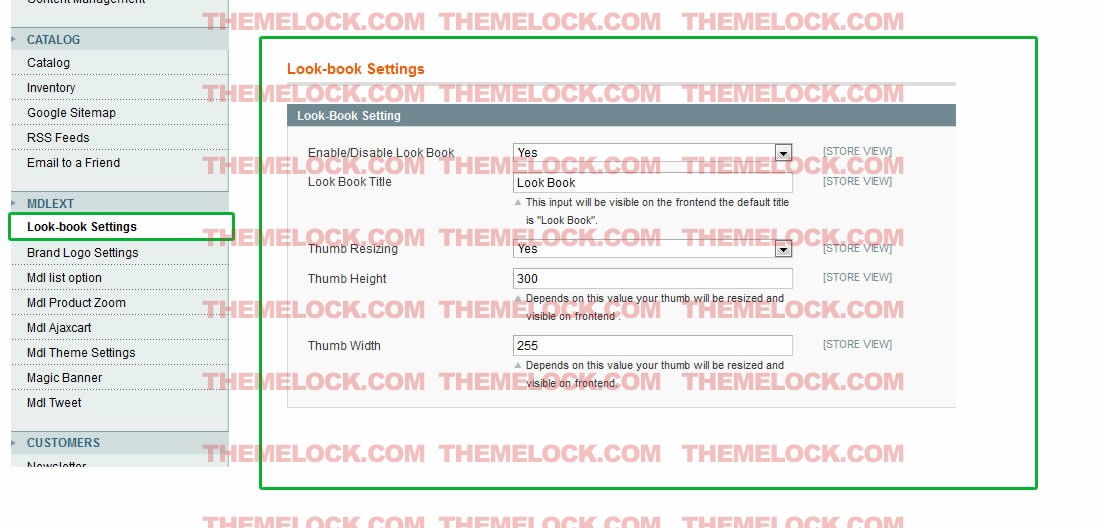 Content Management
THEMELOCK.COM THEMELOCK.COM THEMELOCK.COM
CATALOG
Catalog
Inventory
Google Sitemap
RSS Feeds
Email to a Friend
MDLEXT
Look-book Settings
Brand Logo Settings
Mdl list option
Mdl Product Zoom
Mdl Ajaxcart
Mdl Theme Settings
Magic Banner
Mdl Tweet
CUSTOMERS
Newsletter
Look-book Settings
THEMELOCK.COM THEMELOCK.COM THEMELOCK.COM
Look-Book Setting
Enable/Disable Look Book Yes [STORE VIEW]
THEMELOCK.COM THEMELOCK.COM THEMELOCK.COM
Look Book Title Look Book [STORE VIEW]
This input will be visible on the frontend the default title
is "Look Book".
THEMELOCK.COM THEMELOCK.COM THEMELOCK.COM
Thumb Resizing Yes [STORE VIEW]
Thumb Height 300 [STORE VIEW]
Depends on this value your thumb will be resized and
visible on frontend .
THEMELOCK.COM THEMELOCK.COM THEMELOCK.COM
Thumb Width 255 [STORE VIEW]
Depends on this value your thumb will be resized and
visible on frontend.
THEMELOCK.COM THEMELOCK.COM THEMELOCK.COM
THEMELOCK.COM THEMELOCK.COM THEMELOCK.COM
THEMELOCK.COM THEMELOCK.COM THEMELOCK.COM